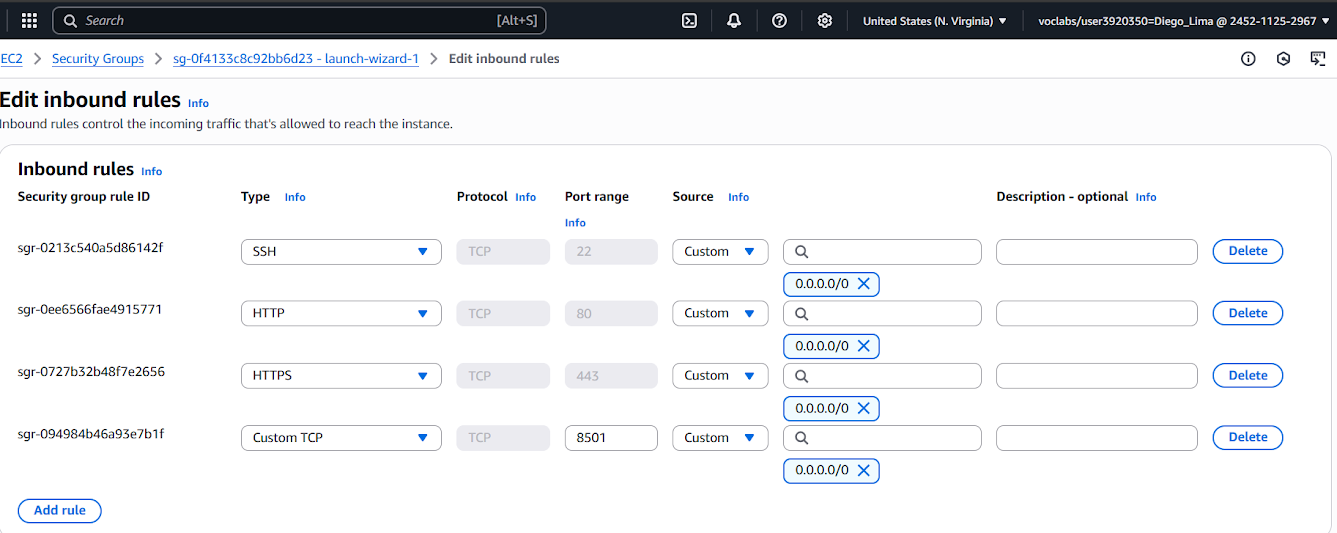 Search [Alt+S] United States (N. Virginia) voclabs/user3920350=Diego_Lima @ 2452-1125-2967
EC2 Security Groups sg-0f4133c8c92bb6d23 - launch-wizard-1 Edit inbound rules
Edit inbound rules Info
Inbound rules control the incoming traffic that's allowed to reach the instance.
Inbound rules Info
Security group rule ID Type Info Protocol Info Port range Source Info Description - optional Info
Info
sgr-0213c540a5d86142f SSH TCP 22 Custom Delete
0.0.0.0/0
sgr-0ee6566fae4915771 HTTP TCP 80 Custom Delete
0.0.0.0/0
sgr-0727b32b48f7e2656 HTTPS TCP 443 Custom Delete
0.0.0.0/0
sgr-094984b46a93e7b1f Custom TCP TCP 8501 Custom Delete
0.0.0.0/0
Add rule